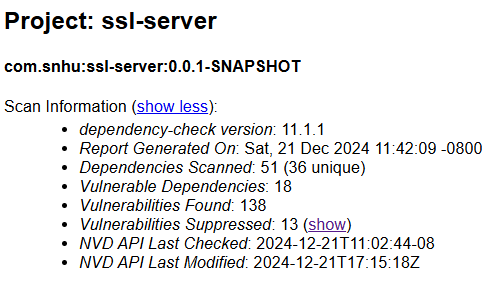 Project: ssl-server
com.snhu:ssl-server:0.0.1-SNAPSHOT
Scan Information (show less):
• dependency-check version: 11.1.1
• Report Generated On: Sat, 21 Dec 2024 11:42:09 -0800
• Dependencies Scanned: 51 (36 unique)
• Vulnerable Dependencies: 18
• Vulnerabilities Found: 138
• Vulnerabilities Suppressed: 13 (show)
• NVD API Last Checked: 2024-12-21T11:02:44-08
• NVD API Last Modified: 2024-12-21T17:15:18Z